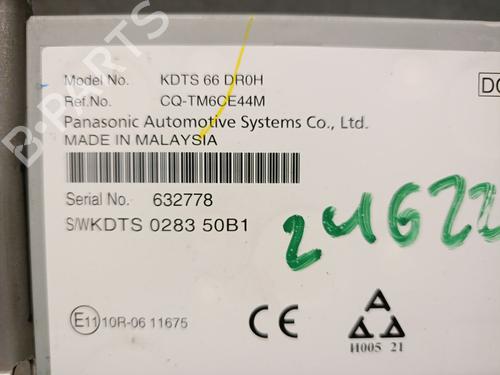 B-PARTS
Model No. KDTS 66 DR0H
Ref.No. CQ-TM6CE44M
Panasonic Automotive Systems Co., Ltd.
MADE IN MALAYSIA
Serial No. 632778
S/WKDTS 0283 50B1
24622
E11 10R-06 11675
CE
A
H005 21